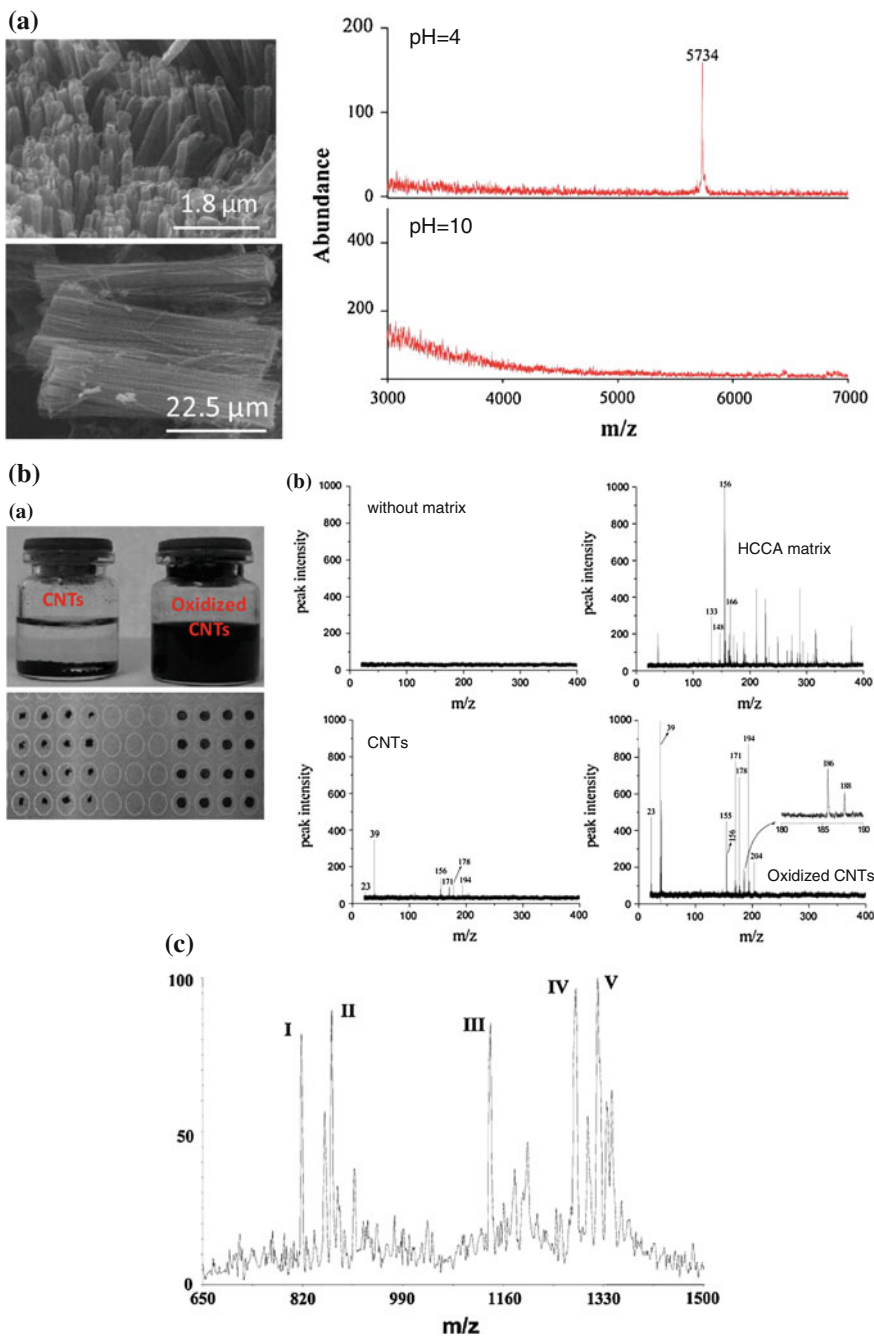 (a)
1.8 µm
22.5 µm
200
100
0
pH=4
5734
Abundance
400
200
pH=10
3000
4000
5000
6000
7000
m/z
(b)
(a)
CNTs
Oxidized
CNTs
(b)
1000
800
600
400
200
0
peak intensity
without matrix
0
100
200
300
400
m/z
1000
800
600
400
200
0
peak intensity
156
HCCA matrix
133
166
148
0
100
200
300
400
m/z
1000
800
600
400
200
0
peak intensity
CNTs
39
23
156
171
178
194
0
100
200
300
400
m/z
1000
800
600
400
200
0
peak intensity
39
23
155
156
171
178
194
204
186
188
180
185
190
Oxidized CNTs
0
100
200
300
400
m/z
(c)
100
50
0
I
II
III
IV
V
650
820
990
1160
1330
1500
m/z